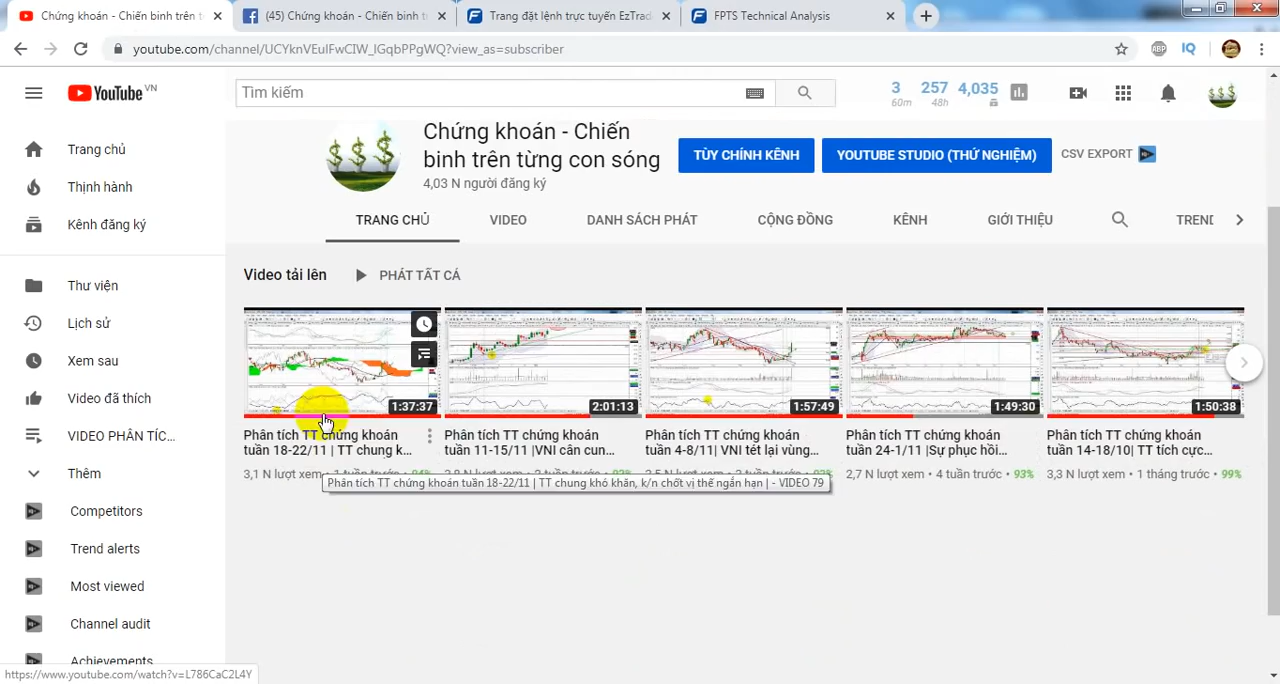 Chứng khoán - Chiến bình trên t
(45) Chứng khoán - Chiến binh t
Trang đặt lệnh trực tuyến EzTrad
FPTS Technical Analysis
youtube.com/channel/UCYknVEuIFwCIW_lGqbPPgWQ?view_as=subscriber
ABP
IQ
YouTube VN
Tìm kiếm
3 257 4,035
60m 48h
Chứng khoán - Chiến
binh trên từng con sóng
4,03 N người đăng ký
TÙY CHỈNH KÊNH
YOUTUBE STUDIO (THỬ NGHIỆM)
CSV EXPORT
TRANG CHỦ
VIDEO
DANH SÁCH PHÁT
CỘNG ĐỒNG
KÊNH
GIỚI THIỆU
TREND
Trang chủ
Thịnh hành
Kênh đăng ký
Thư viện
Lịch sử
Xem sau
Video đã thích
VIDEO PHÂN TÍC...
Thêm
Competitors
Trend alerts
Most viewed
Channel audit
Achievements
Video tải lên
PHÁT TẤT CẢ
1:37:37
2:01:13
1:57:49
1:49:30
1:50:38
Phân tích TT chứng khoán
tuần 18-22/11 | TT chung k...
3,1 N lượt xem
Phân tích TT chứng khoán
tuần 11-15/11 |VNI cân cun...
Phân tích TT chứng khoán
tuần 4-8/11| VNI tét lại vùng...
Phân tích TT chứng khoán
tuần 24-1/11 |Sự phục hồi...
2,7 N lượt xem • 4 tuần trước • 93%
Phân tích TT chứng khoán
tuần 14-18/10| TT tích cực...
3,3 N lượt xem • 1 tháng trước • 99%
Phân tích TT chứng khoán tuần 18-22/11 | TT chung khó khăn, k/n chốt vị thế ngắn hạn | - VIDEO 79
https://www.youtube.com/watch?v=L786CaC2L4Y